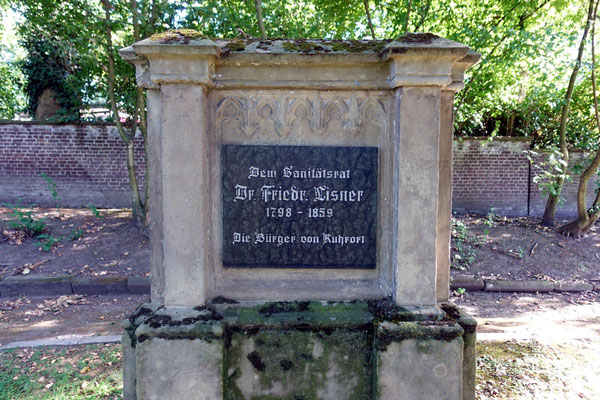 Dem Sanitätsrat
Dr. Friedr. Lisner
1798 - 1859
Die Bürger von Ruhrort